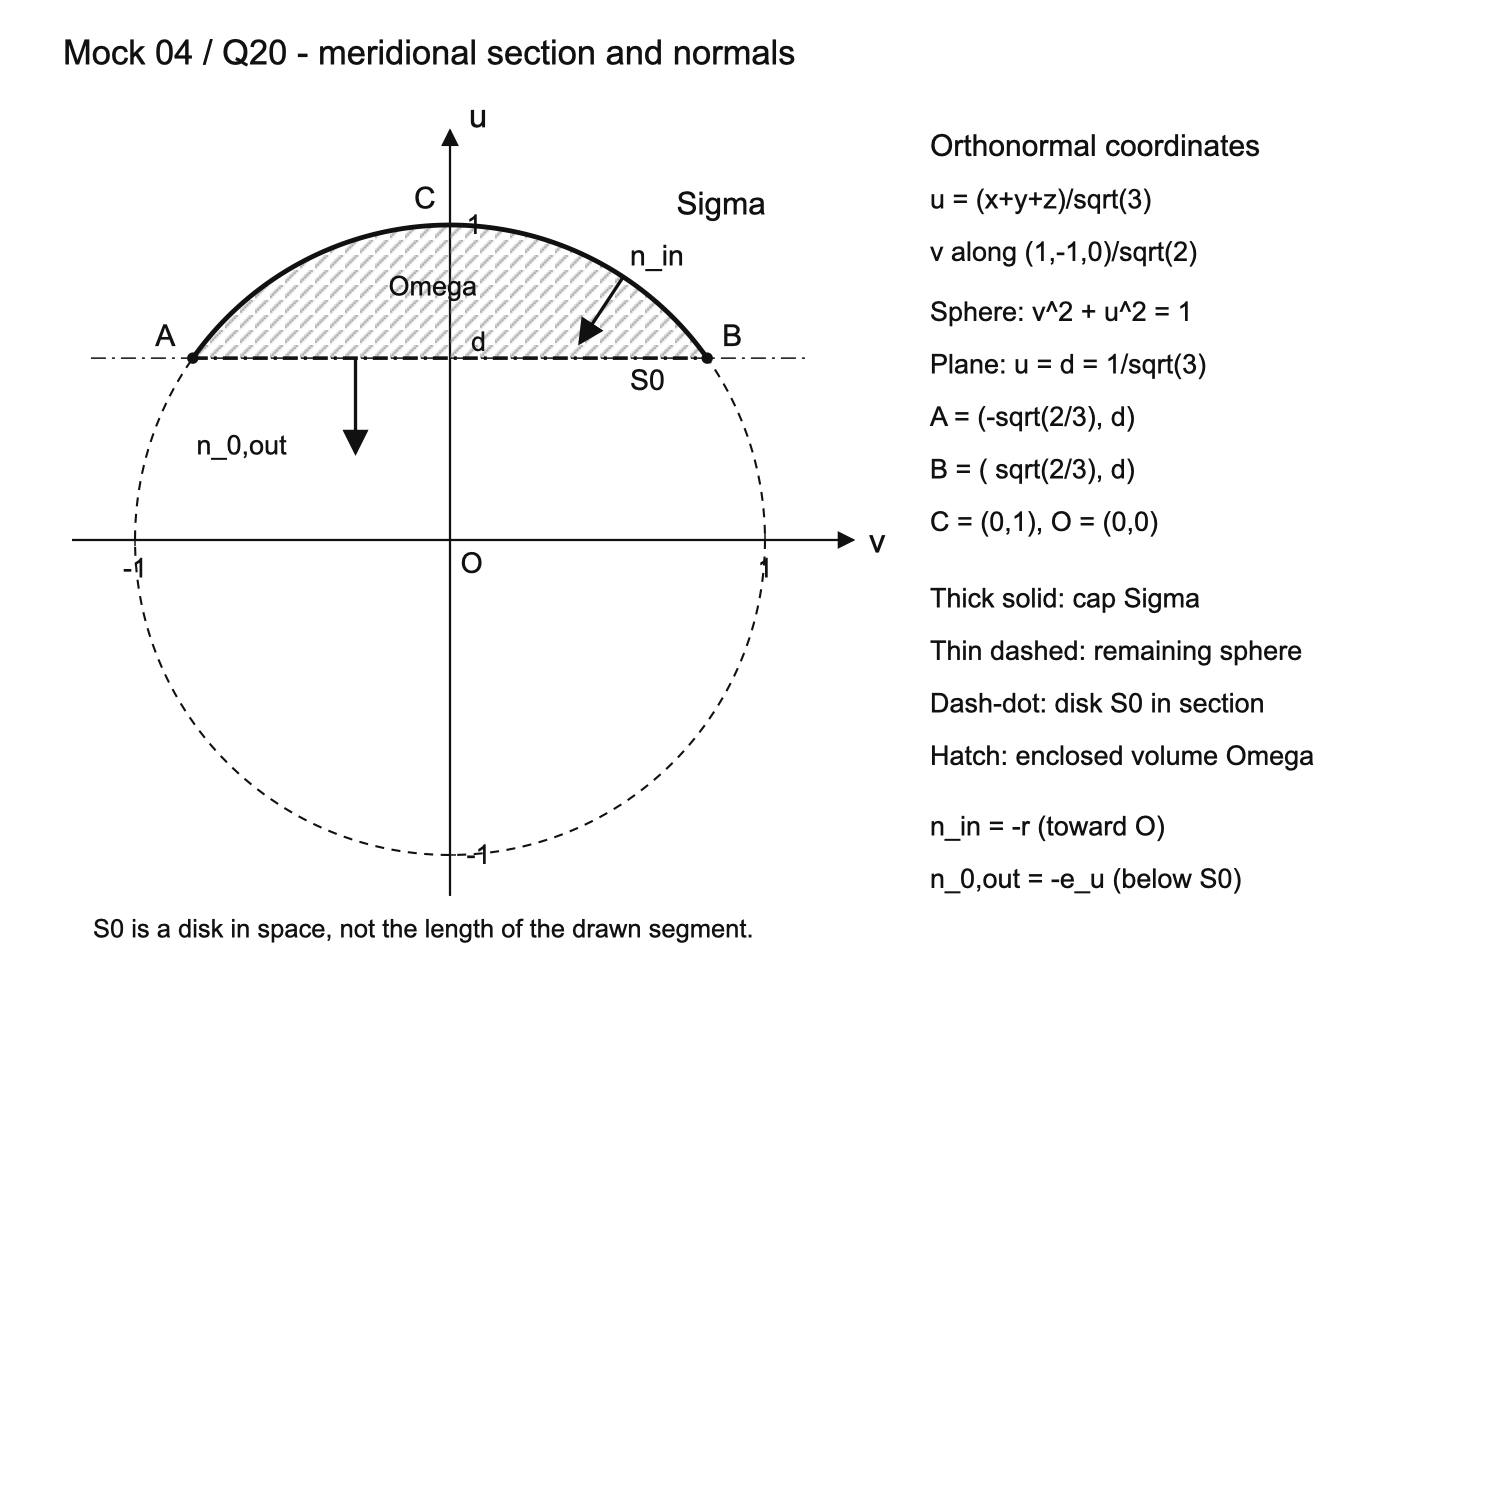 Mock 04 / Q20 - meridional section and normals
u
C
1
Sigma
n_in
Omega
A
d
B
S0
n_0,out
v
-1
O
1
-1
S0 is a disk in space, not the length of the drawn segment.
Orthonormal coordinates
u = (x+y+z)/sqrt(3)
v along (1,-1,0)/sqrt(2)
Sphere: v^2 + u^2 = 1
Plane: u = d = 1/sqrt(3)
A = (-sqrt(2/3), d)
B = ( sqrt(2/3), d)
C = (0,1), O = (0,0)
Thick solid: cap Sigma
Thin dashed: remaining sphere
Dash-dot: disk S0 in section
Hatch: enclosed volume Omega
n_in = -r (toward O)
n_0,out = -e_u (below S0)